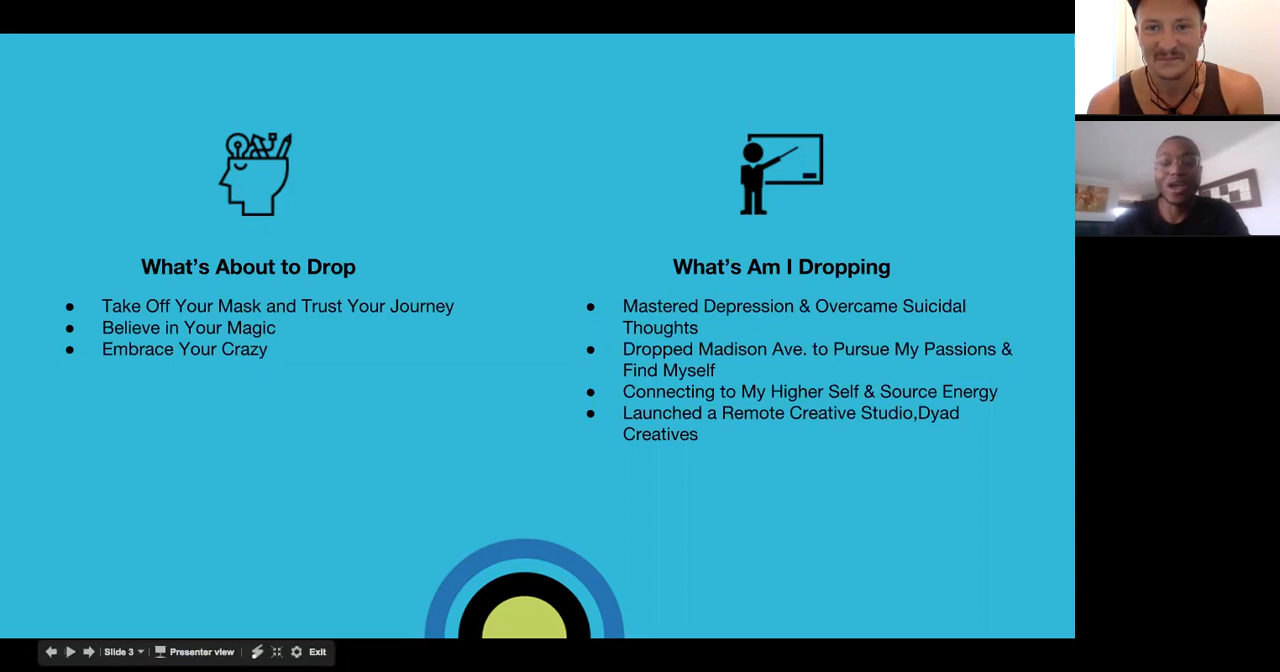 What's About to Drop
● Take Off Your Mask and Trust Your Journey
● Believe in Your Magic
● Embrace Your Crazy
What's Am I Dropping
● Mastered Depression & Overcame Suicidal
Thoughts
● Dropped Madison Ave. to Pursue My Passions &
Find Myself
● Connecting to My Higher Self & Source Energy
● Launched a Remote Creative Studio,Dyad
Creatives
Slide 3 Presenter view Exit